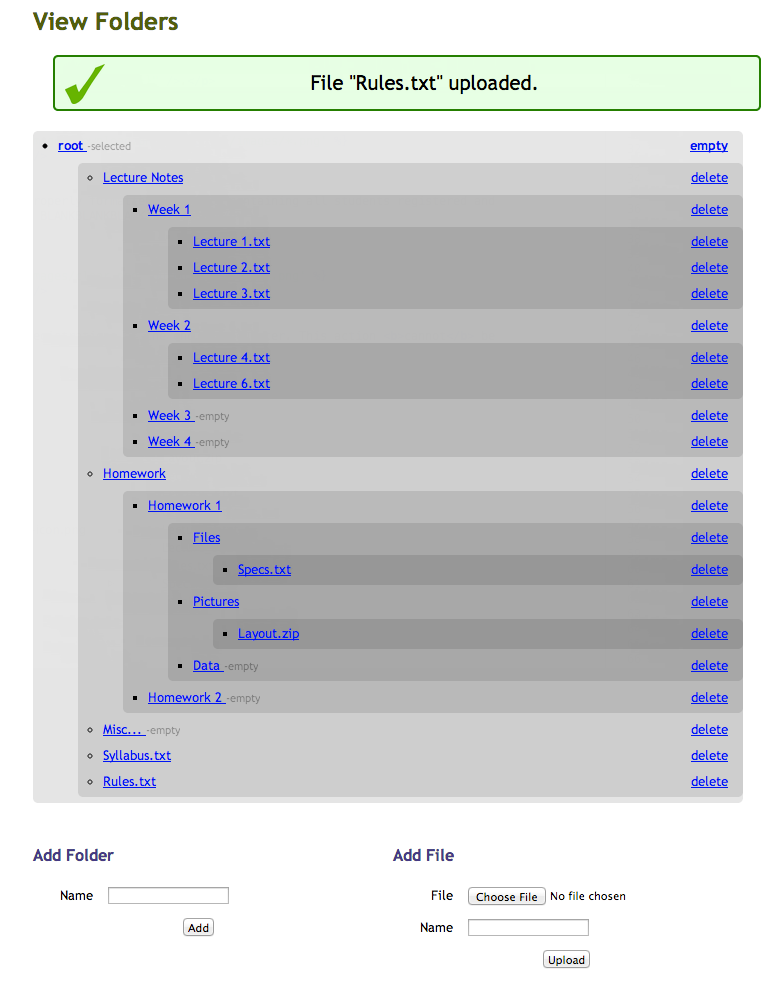 View Folders
File "Rules.txt" uploaded.
root -selected empty
Lecture Notes delete
Week 1 delete
Lecture 1.txt delete
Lecture 2.txt delete
Lecture 3.txt delete
Week 2 delete
Lecture 4.txt delete
Lecture 6.txt delete
Week 3 -empty delete
Week 4 -empty delete
Homework delete
Homework 1 delete
Files delete
Specs.txt delete
Pictures delete
Layout.zip delete
Data -empty delete
Homework 2 -empty delete
Misc... -empty delete
Syllabus.txt delete
Rules.txt delete
Add Folder
Name
Add
Add File
File Choose File No file chosen
Name
Upload